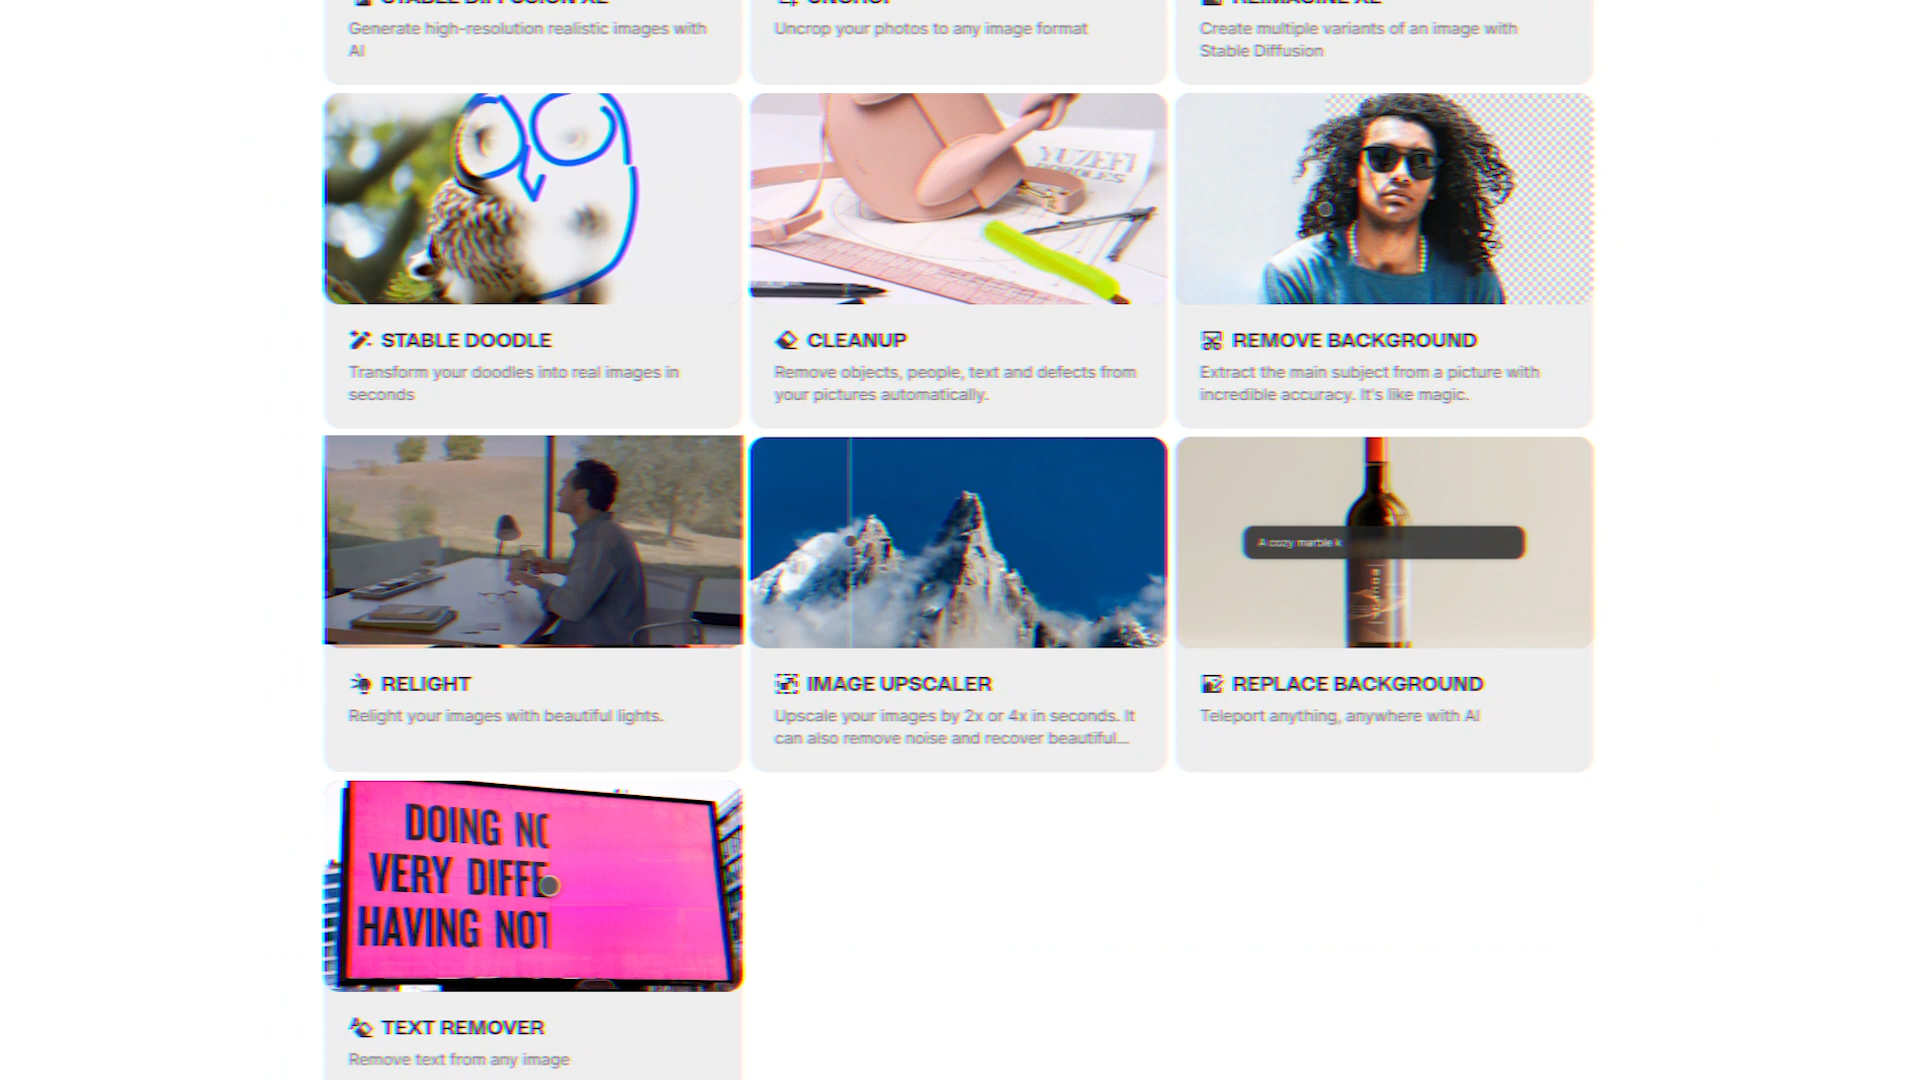 STABLE DIFFUSION XL
UNCROP
REIMAGINE XL
Generate high-resolution realistic images with
AI
Uncrop your photos to any image format
Create multiple variants of an image with
Stable Diffusion
YUZEFI
STABLE DOODLE
Transform your doodles into real images in
seconds
CLEANUP
Remove objects, people, text and defects from
your pictures automatically.
REMOVE BACKGROUND
Extract the main subject from a picture with
incredible accuracy. It's like magic.
A cozy marble k
RELIGHT
Relight your images with beautiful lights.
IMAGE UPSCALER
Upscale your images by 2x or 4x in seconds. It
can also remove noise and recover beautiful...
REPLACE BACKGROUND
Teleport anything, anywhere with AI
DOING NO
VERY DIFFE
HAVING NOT
TEXT REMOVER
Remove text from any image